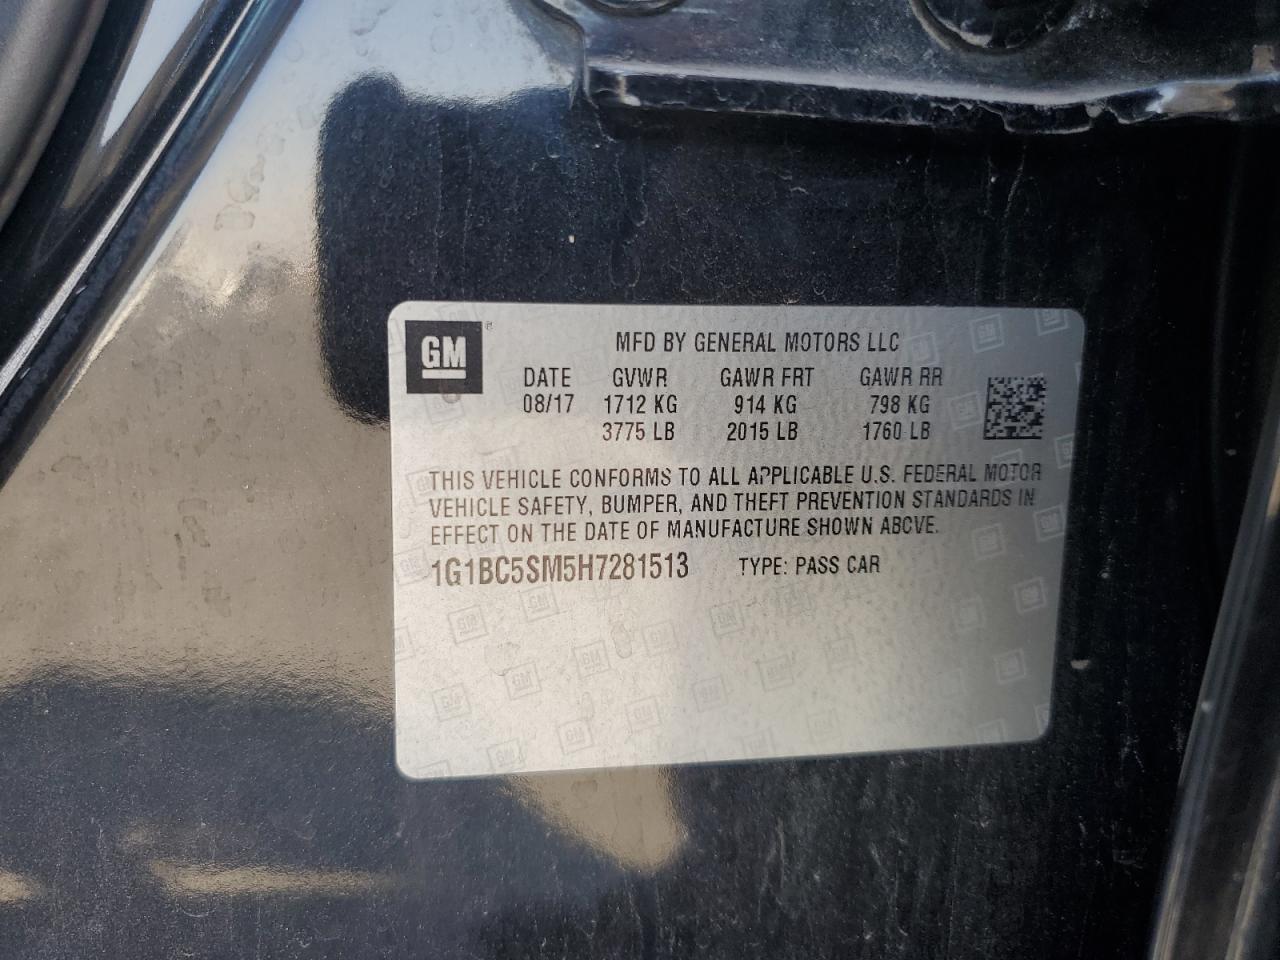 GM
MFD BY GENERAL MOTORS LLC
DATE GVWR GAWR FRT GAWR RR
08/17 1712 KG 914 KG 798 KG
3775 LB 2015 LB 1760 LB
THIS VEHICLE CONFORMS TO ALL APPLICABLE U.S. FEDERAL MOTOR
VEHICLE SAFETY, BUMPER, AND THEFT PREVENTION STANDARDS IN
EFFECT ON THE DATE OF MANUFACTURE SHOWN ABOVE.
1G1BC5SM5H7281513 TYPE: PASS CAR